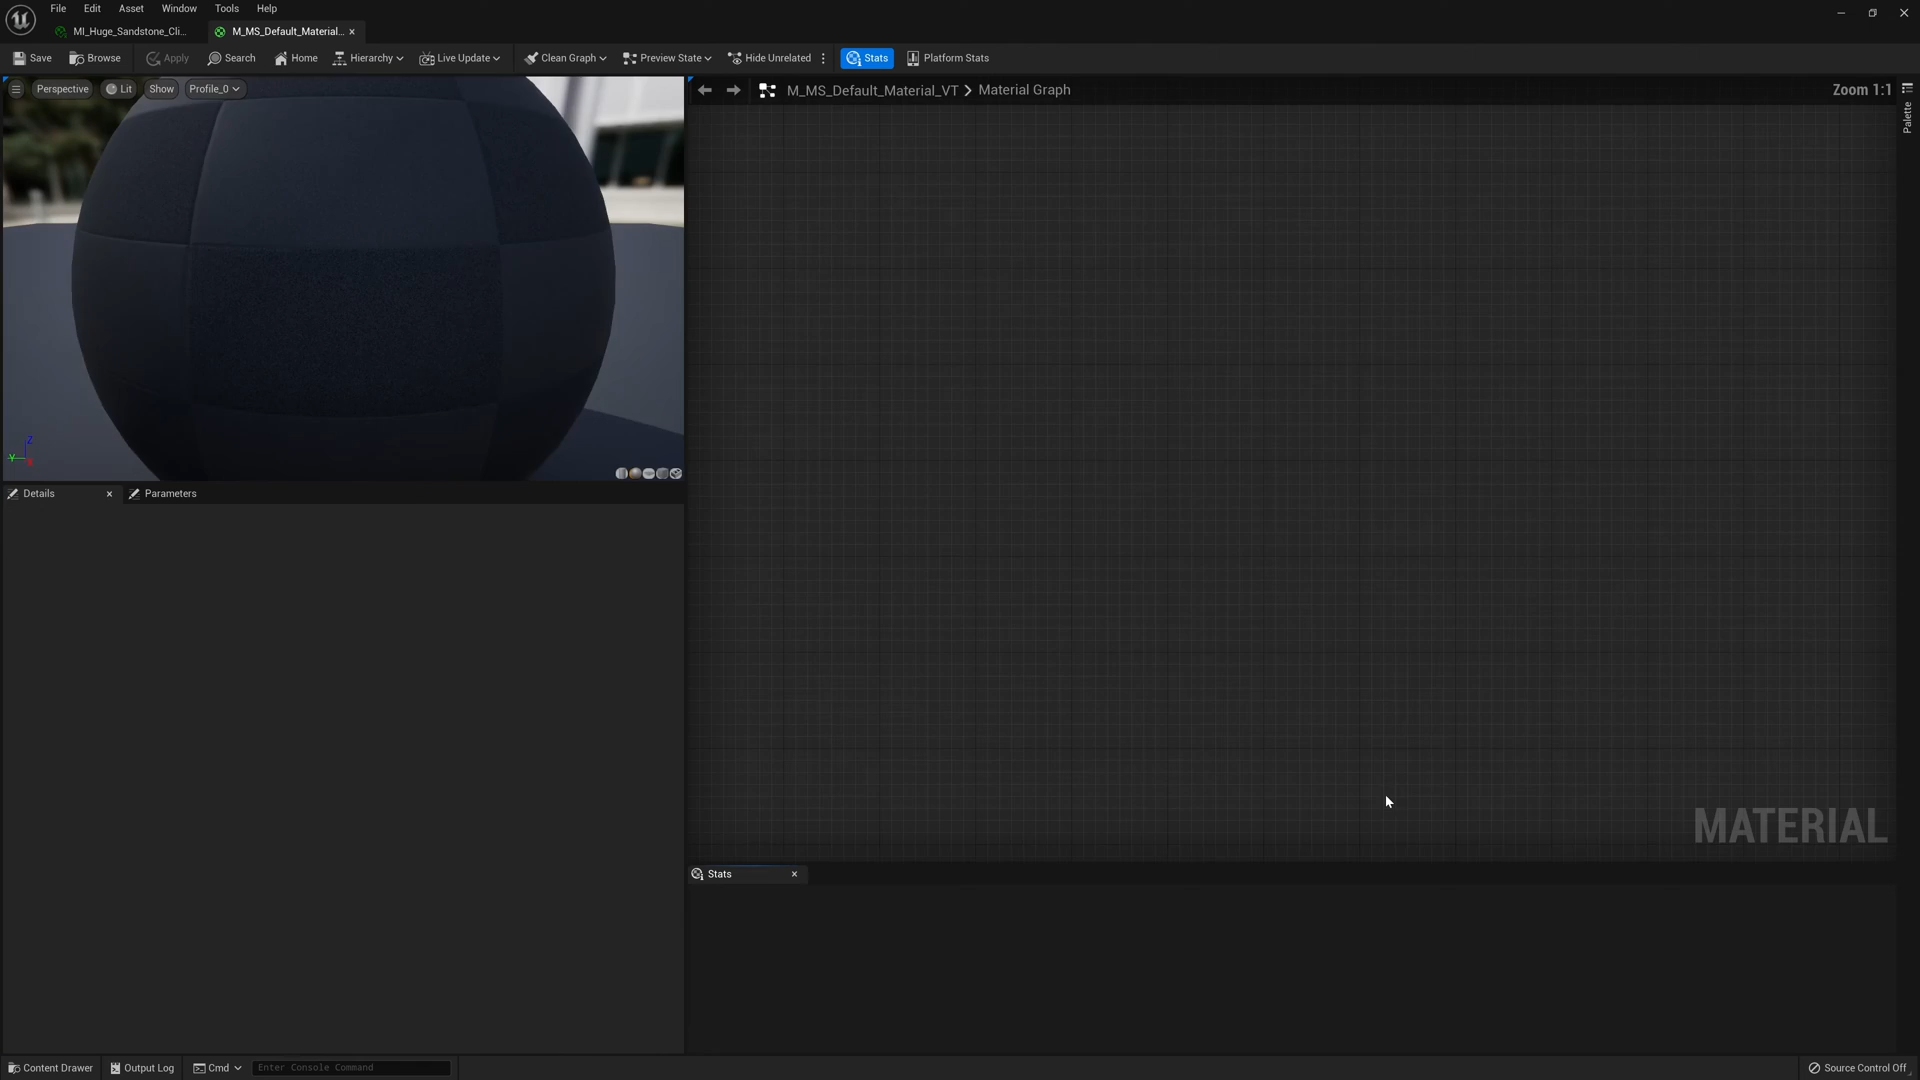 File Edit Asset Window Tools Help
MI_Huge_Sandstone_Cli...
M_MS_Default_Material...
Save Browse Apply Search Home Hierarchy Live Update Clean Graph Preview State Hide Unrelated Stats Platform Stats
Perspective Lit Show Profile_0
M_MS_Default_Material_VT > Material Graph
Zoom 1:1
Palette
Z
Y
X
MATERIAL
Details Parameters
Stats
Content Drawer Output Log Cmd Enter Console Command Source Control Off